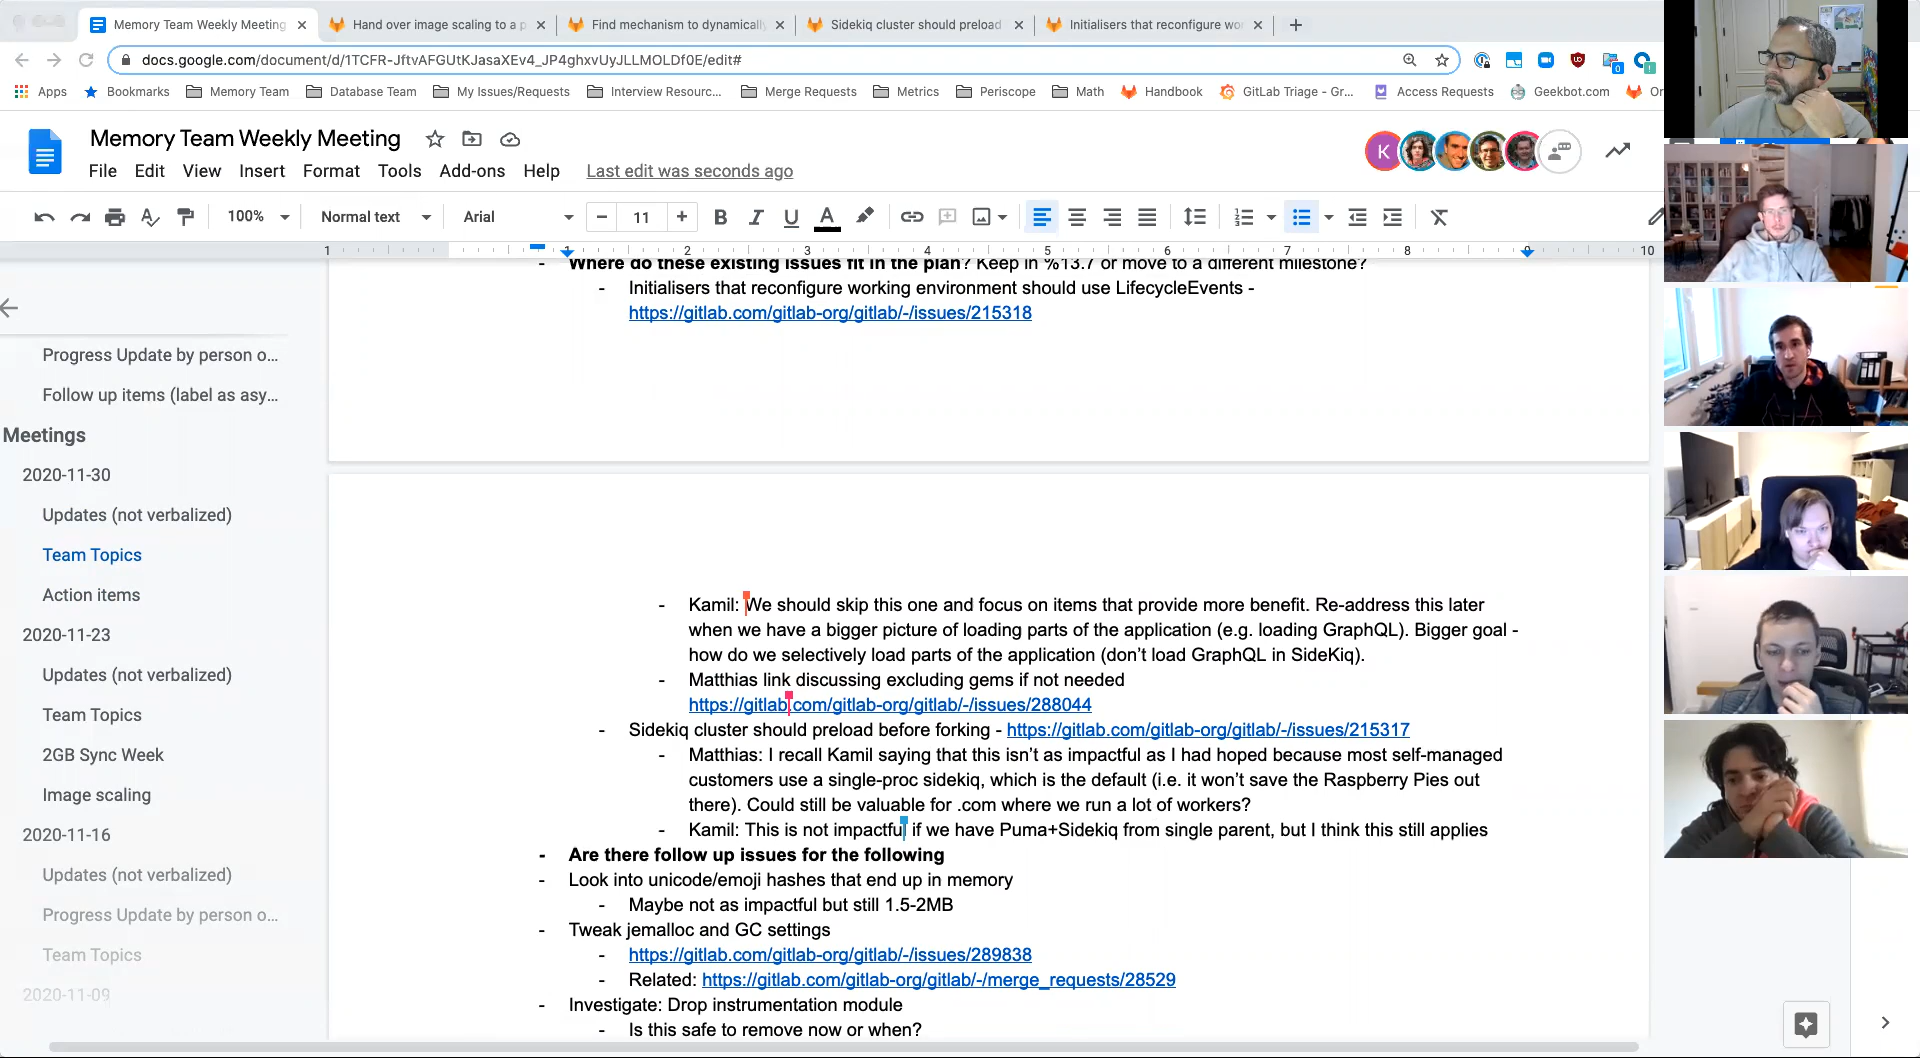 Memory Team Weekly Meeting
Hand over image scaling to a p
Find mechanism to dynamically
Sidekiq cluster should preload
Initialisers that reconfigure wor
docs.google.com/document/d/1TCFR-JftvAFGUtKJasaXEv4_JP4ghxvUyJLLMOLDf0E/edit#
Apps
Bookmarks
Memory Team
Database Team
My Issues/Requests
Interview Resourc...
Merge Requests
Metrics
Periscope
Math
Handbook
GitLab Triage - Gr...
Access Requests
Geekbot.com
Or
Memory Team Weekly Meeting
K
File Edit View Insert Format Tools Add-ons Help Last edit was seconds ago
100% Normal text Arial 11 B I U A
1 1 2 3 4 5 6 7 8 9 10
Progress Update by person o...
Follow up items (label as asy...
Meetings
2020-11-30
Updates (not verbalized)
Team Topics
Action items
2020-11-23
Updates (not verbalized)
Team Topics
2GB Sync Week
Image scaling
2020-11-16
Updates (not verbalized)
Progress Update by person o...
Team Topics
2020-11-09
- Where do these existing issues fit in the plan? Keep in %13.7 or move to a different milestone?
- Initialisers that reconfigure working environment should use LifecycleEvents -
https://gitlab.com/gitlab-org/gitlab/-/issues/215318
- Kamil: We should skip this one and focus on items that provide more benefit. Re-address this later
when we have a bigger picture of loading parts of the application (e.g. loading GraphQL). Bigger goal -
how do we selectively load parts of the application (don't load GraphQL in SideKiq).
- Matthias link discussing excluding gems if not needed
https://gitlab.com/gitlab-org/gitlab/-/issues/288044
- Sidekiq cluster should preload before forking - https://gitlab.com/gitlab-org/gitlab/-/issues/215317
- Matthias: I recall Kamil saying that this isn't as impactful as I had hoped because most self-managed
customers use a single-proc sidekiq, which is the default (i.e. it won't save the Raspberry Pies out
there). Could still be valuable for .com where we run a lot of workers?
- Kamil: This is not impactful if we have Puma+Sidekiq from single parent, but I think this still applies
- Are there follow up issues for the following
- Look into unicode/emoji hashes that end up in memory
- Maybe not as impactful but still 1.5-2MB
- Tweak jemalloc and GC settings
- https://gitlab.com/gitlab-org/gitlab/-/issues/289838
- Related: https://gitlab.com/gitlab-org/gitlab/-/merge_requests/28529
- Investigate: Drop instrumentation module
- Is this safe to remove now or when?